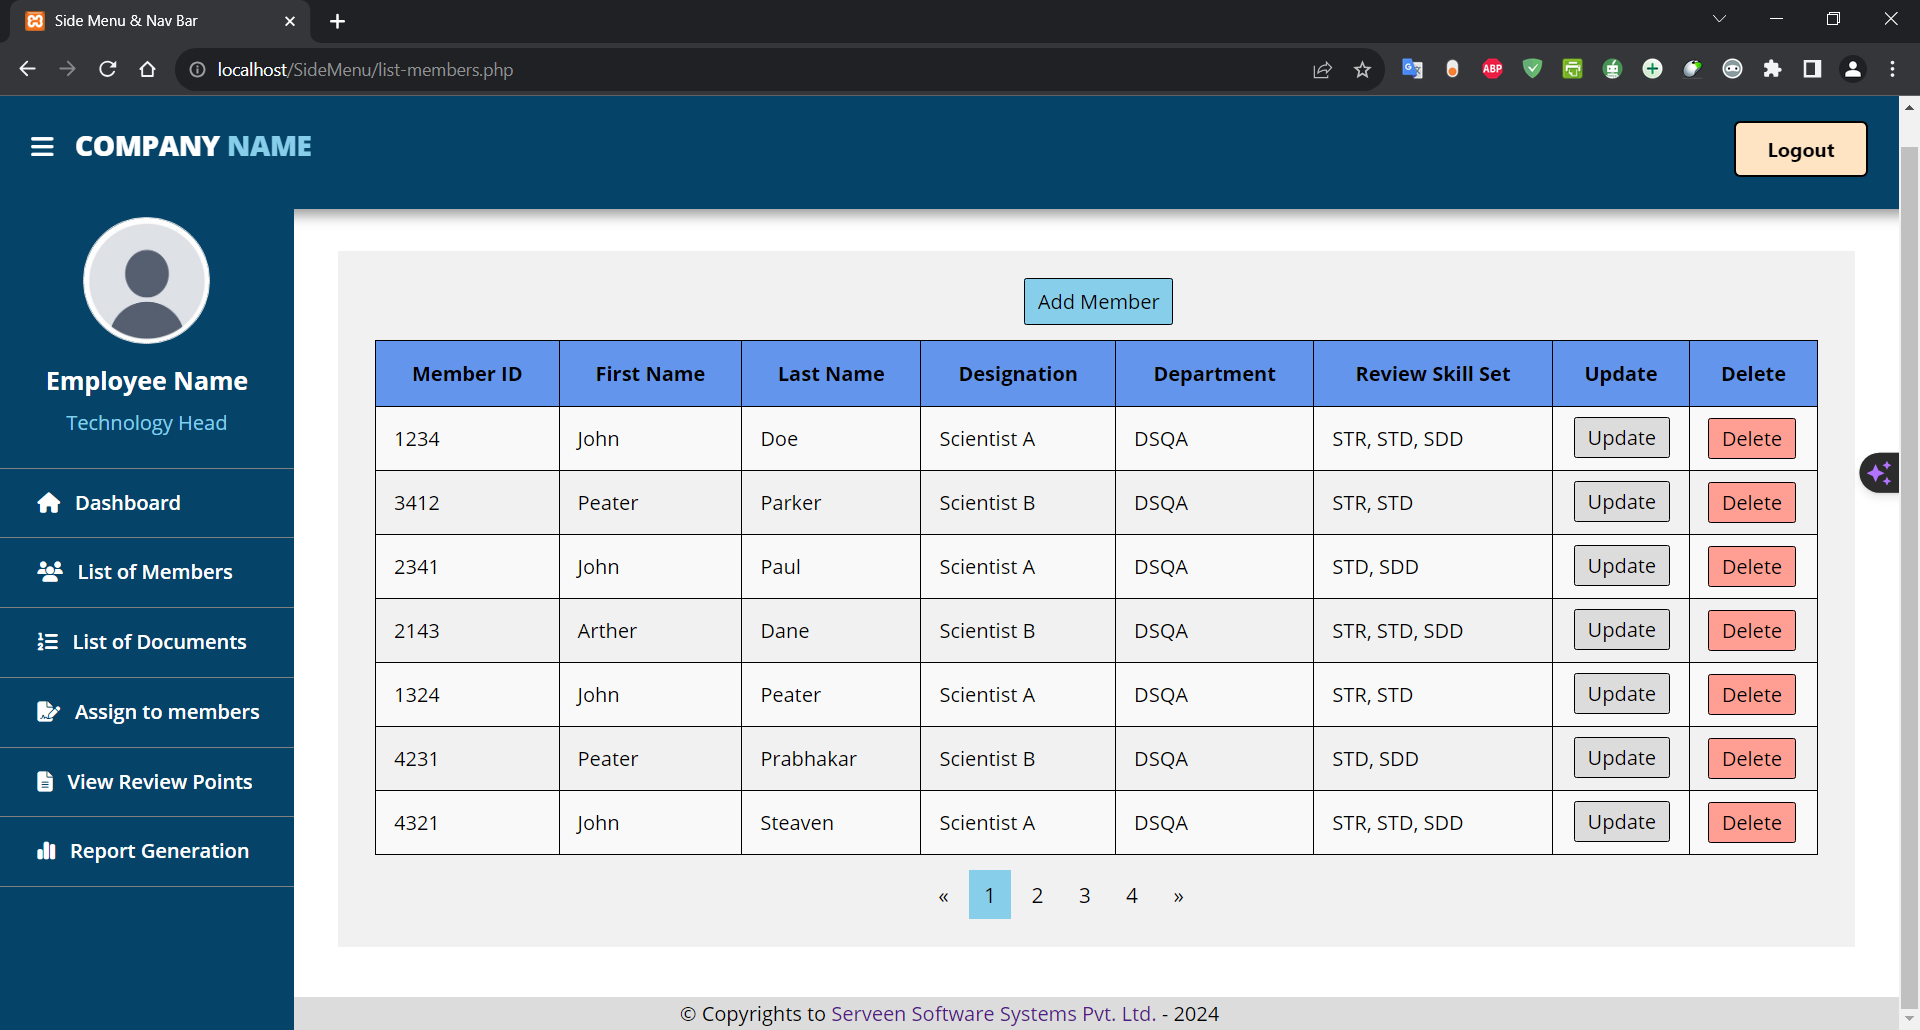 Side Menu & Nav Bar
localhost/SideMenu/list-members.php
ABP
COMPANY NAME
Logout
Employee Name
Technology Head
Dashboard
List of Members
List of Documents
Assign to members
View Review Points
Report Generation
Add Member
Member ID First Name Last Name Designation Department Review Skill Set Update Delete
1234 John Doe Scientist A DSQA STR, STD, SDD Update Delete
3412 Peater Parker Scientist B DSQA STR, STD Update Delete
2341 John Paul Scientist A DSQA STD, SDD Update Delete
2143 Arther Dane Scientist B DSQA STR, STD, SDD Update Delete
1324 John Peater Scientist A DSQA STR, STD Update Delete
4231 Peater Prabhakar Scientist B DSQA STD, SDD Update Delete
4321 John Steaven Scientist A DSQA STR, STD, SDD Update Delete
« 1 2 3 4 »
© Copyrights to Serveen Software Systems Pvt. Ltd. - 2024